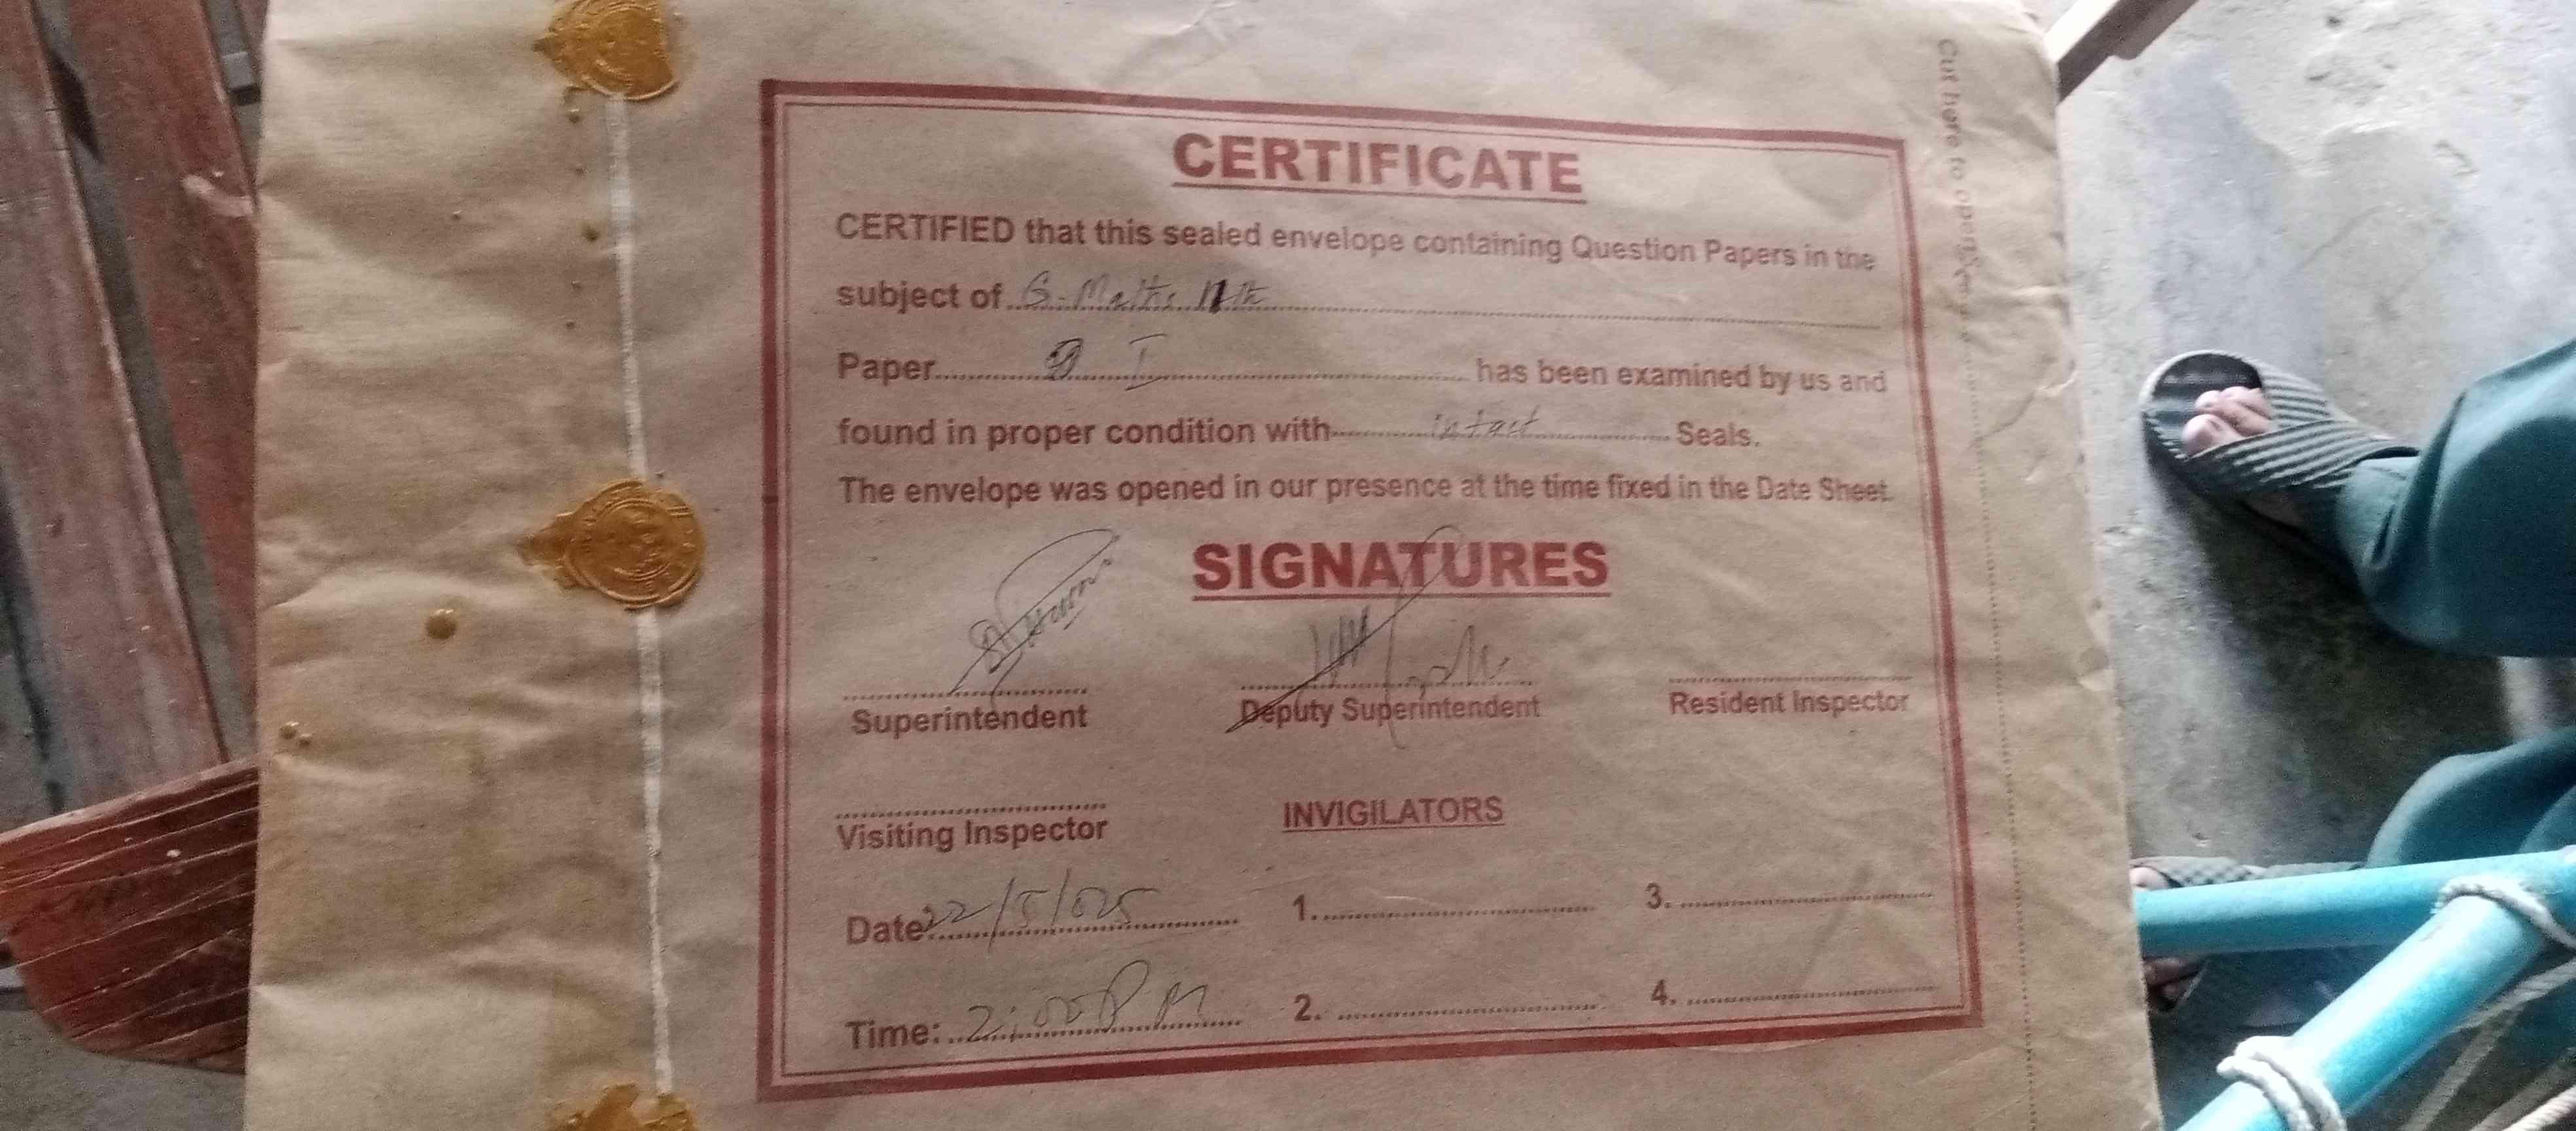 CERTIFICATE
CERTIFIED that this sealed envelope containing Question Papers in the
subject of G. Maths 11th
Paper I has been examined by us and
found in proper condition with intact Seals.
The envelope was opened in our presence at the time fixed in the Date Sheet.
SIGNATURES
Superintendent Deputy Superintendent Resident Inspector
Visiting Inspector INVIGILATORS
Date: 22/5/025 1. 3.
Time: 2:00 PM 2. 4.
Cut here to open